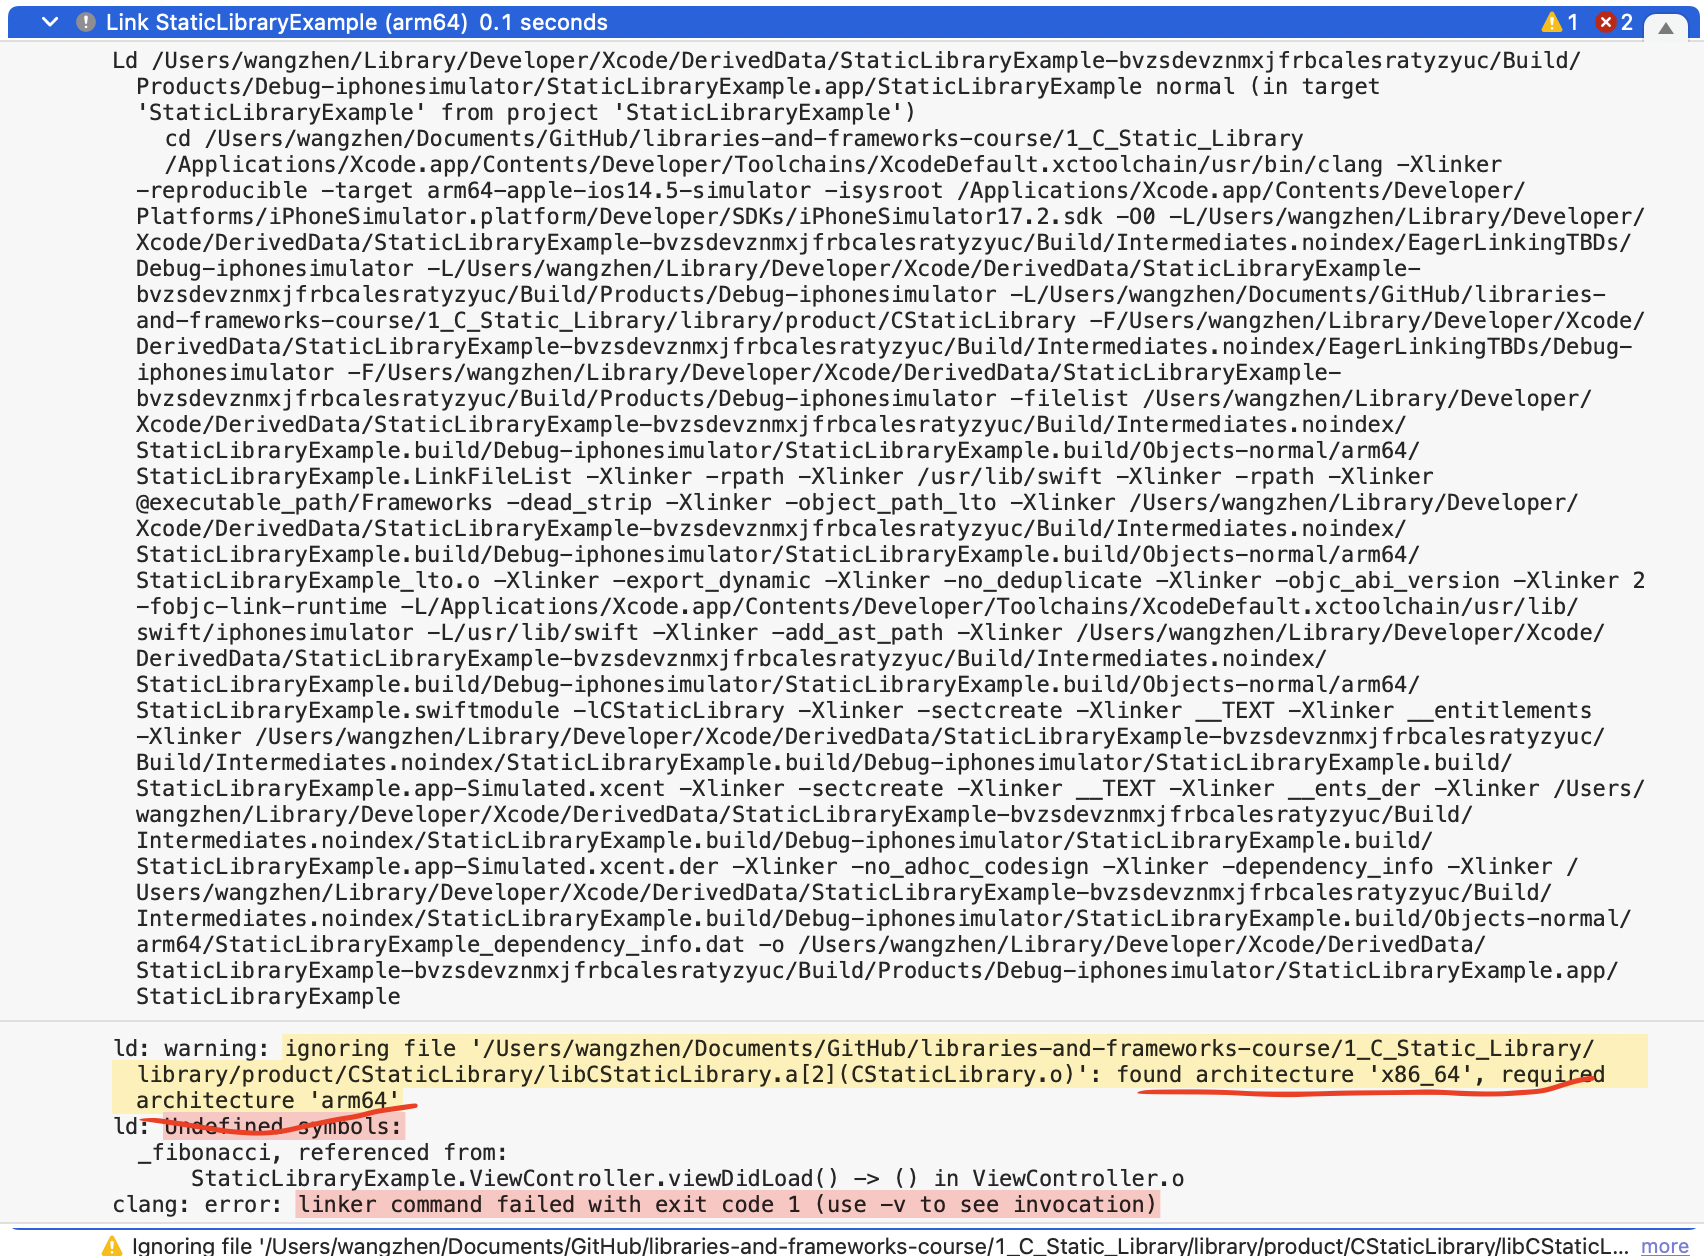 Link StaticLibraryExample (arm64) 0.1 seconds 1 2
Ld /Users/wangzhen/Library/Developer/Xcode/DerivedData/StaticLibraryExample-bvzsdevznmxjfrbcalesratyzyuc/Build/
Products/Debug-iphonesimulator/StaticLibraryExample.app/StaticLibraryExample normal (in target
'StaticLibraryExample' from project 'StaticLibraryExample')
cd /Users/wangzhen/Documents/GitHub/libraries-and-frameworks-course/1_C_Static_Library
/Applications/Xcode.app/Contents/Developer/Toolchains/XcodeDefault.xctoolchain/usr/bin/clang -Xlinker
-reproducible -target arm64-apple-ios14.5-simulator -isysroot /Applications/Xcode.app/Contents/Developer/
Platforms/iPhoneSimulator.platform/Developer/SDKs/iPhoneSimulator17.2.sdk -O0 -L/Users/wangzhen/Library/Developer/
Xcode/DerivedData/StaticLibraryExample-bvzsdevznmxjfrbcalesratyzyuc/Build/Intermediates.noindex/EagerLinkingTBDs/
Debug-iphonesimulator -L/Users/wangzhen/Library/Developer/Xcode/DerivedData/StaticLibraryExample-
bvzsdevznmxjfrbcalesratyzyuc/Build/Products/Debug-iphonesimulator -L/Users/wangzhen/Documents/GitHub/libraries-
and-frameworks-course/1_C_Static_Library/library/product/CStaticLibrary -F/Users/wangzhen/Library/Developer/Xcode/
DerivedData/StaticLibraryExample-bvzsdevznmxjfrbcalesratyzyuc/Build/Intermediates.noindex/EagerLinkingTBDs/Debug-
iphonesimulator -F/Users/wangzhen/Library/Developer/Xcode/DerivedData/StaticLibraryExample-
bvzsdevznmxjfrbcalesratyzyuc/Build/Products/Debug-iphonesimulator -filelist /Users/wangzhen/Library/Developer/
Xcode/DerivedData/StaticLibraryExample-bvzsdevznmxjfrbcalesratyzyuc/Build/Intermediates.noindex/
StaticLibraryExample.build/Debug-iphonesimulator/StaticLibraryExample.build/Objects-normal/arm64/
StaticLibraryExample.LinkFileList -Xlinker -rpath -Xlinker /usr/lib/swift -Xlinker -rpath -Xlinker
@executable_path/Frameworks -dead_strip -Xlinker -object_path_lto -Xlinker /Users/wangzhen/Library/Developer/
Xcode/DerivedData/StaticLibraryExample-bvzsdevznmxjfrbcalesratyzyuc/Build/Intermediates.noindex/
StaticLibraryExample.build/Debug-iphonesimulator/StaticLibraryExample.build/Objects-normal/arm64/
StaticLibraryExample_lto.o -Xlinker -export_dynamic -Xlinker -no_deduplicate -Xlinker -objc_abi_version -Xlinker 2
-fobjc-link-runtime -L/Applications/Xcode.app/Contents/Developer/Toolchains/XcodeDefault.xctoolchain/usr/lib/
swift/iphonesimulator -L/usr/lib/swift -Xlinker -add_ast_path -Xlinker /Users/wangzhen/Library/Developer/Xcode/
DerivedData/StaticLibraryExample-bvzsdevznmxjfrbcalesratyzyuc/Build/Intermediates.noindex/
StaticLibraryExample.build/Debug-iphonesimulator/StaticLibraryExample.build/Objects-normal/arm64/
StaticLibraryExample.swiftmodule -lCStaticLibrary -Xlinker -sectcreate -Xlinker __TEXT -Xlinker __entitlements
-Xlinker /Users/wangzhen/Library/Developer/Xcode/DerivedData/StaticLibraryExample-bvzsdevznmxjfrbcalesratyzyuc/
Build/Intermediates.noindex/StaticLibraryExample.build/Debug-iphonesimulator/StaticLibraryExample.build/
StaticLibraryExample.app-Simulated.xcent -Xlinker -sectcreate -Xlinker __TEXT -Xlinker __ents_der -Xlinker /Users/
wangzhen/Library/Developer/Xcode/DerivedData/StaticLibraryExample-bvzsdevznmxjfrbcalesratyzyuc/Build/
Intermediates.noindex/StaticLibraryExample.build/Debug-iphonesimulator/StaticLibraryExample.build/
StaticLibraryExample.app-Simulated.xcent.der -Xlinker -no_adhoc_codesign -Xlinker -dependency_info -Xlinker /
Users/wangzhen/Library/Developer/Xcode/DerivedData/StaticLibraryExample-bvzsdevznmxjfrbcalesratyzyuc/Build/
Intermediates.noindex/StaticLibraryExample.build/Debug-iphonesimulator/StaticLibraryExample.build/Objects-normal/
arm64/StaticLibraryExample_dependency_info.dat -o /Users/wangzhen/Library/Developer/Xcode/DerivedData/
StaticLibraryExample-bvzsdevznmxjfrbcalesratyzyuc/Build/Products/Debug-iphonesimulator/StaticLibraryExample.app/
StaticLibraryExample
ld: warning: ignoring file '/Users/wangzhen/Documents/GitHub/libraries-and-frameworks-course/1_C_Static_Library/
library/product/CStaticLibrary/libCStaticLibrary.a[2](CStaticLibrary.o)': found architecture 'x86_64', required
architecture 'arm64'
ld: Undefined symbols:
_fibonacci, referenced from:
StaticLibraryExample.ViewController.viewDidLoad() -> () in ViewController.o
clang: error: linker command failed with exit code 1 (use -v to see invocation)
Ignoring file '/Users/wangzhen/Documents/GitHub/libraries-and-frameworks-course/1_C_Static_Library/library/product/CStaticLibrary/libCStaticL... more